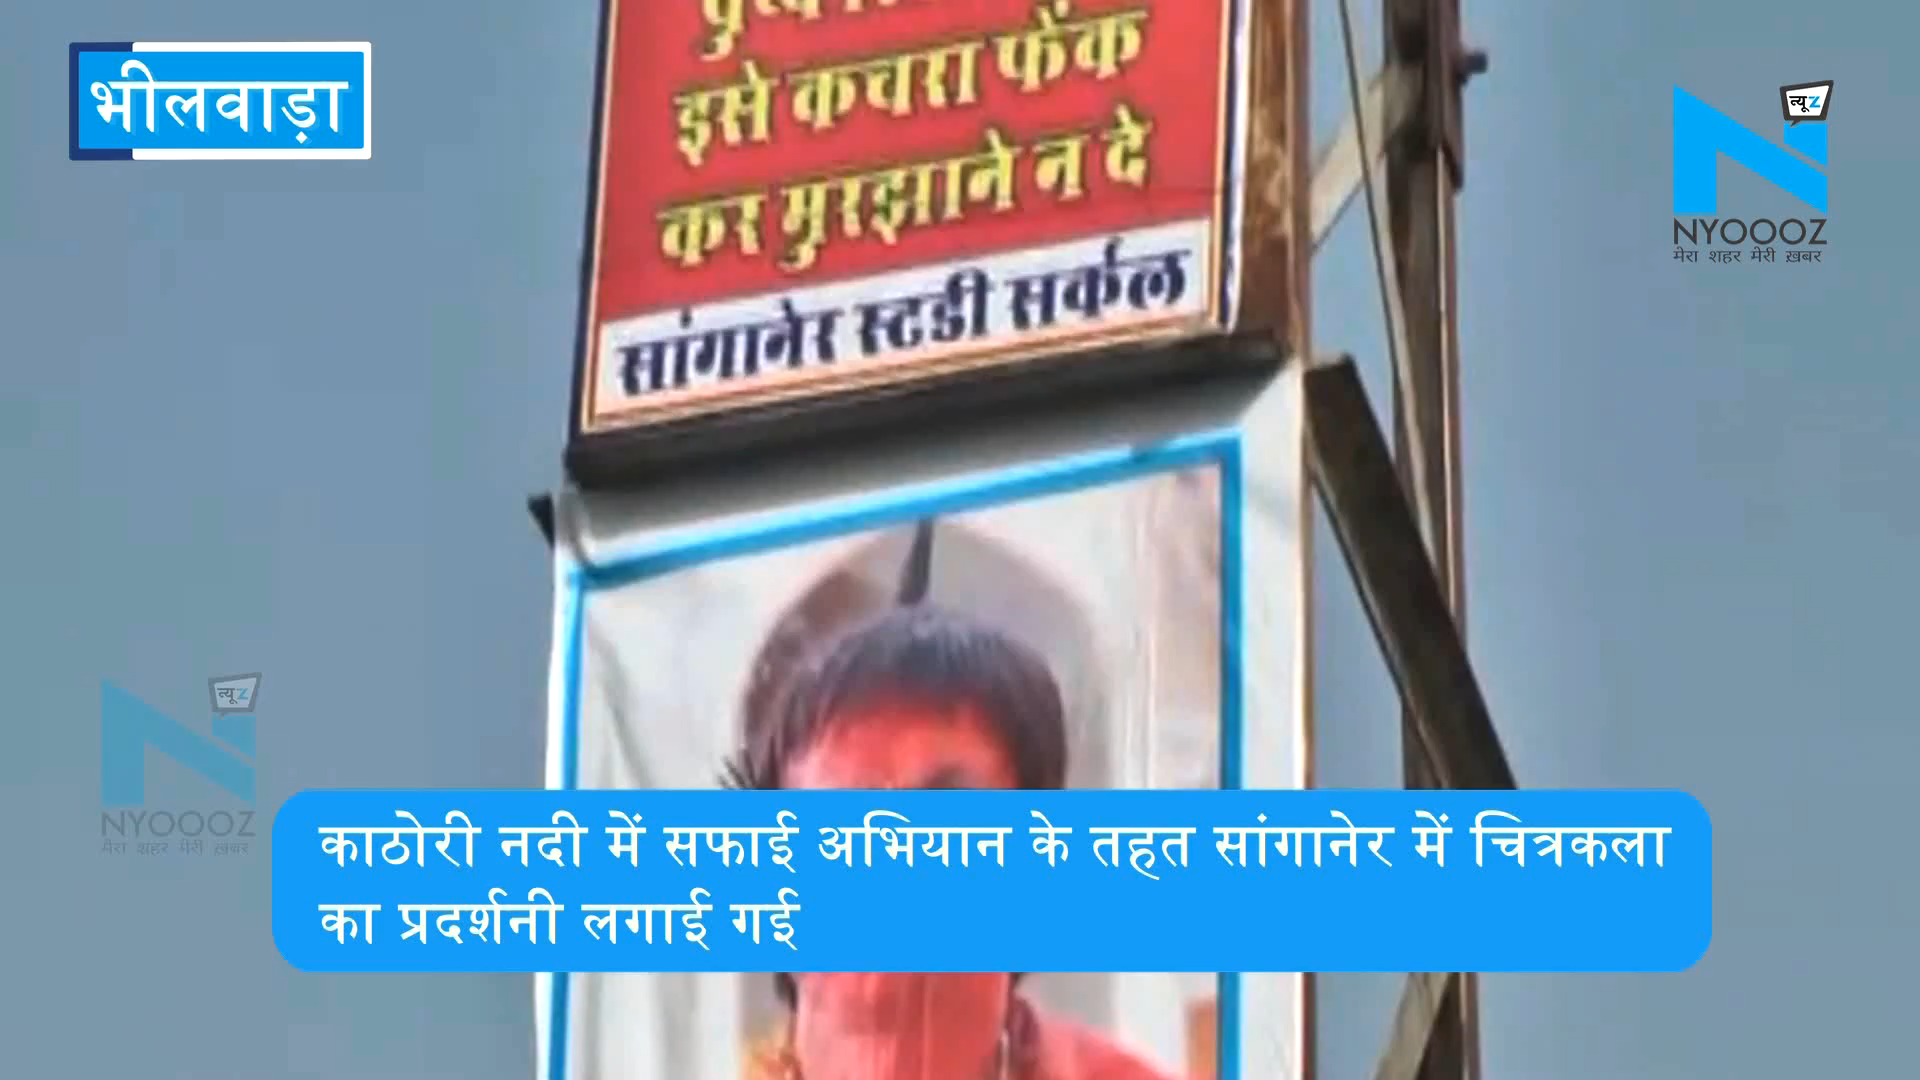 भीलवाड़ा
इसे कचरा फेंक
कर मुरझाने न दे
सांगानेर स्टडी सर्कल
न्यूZ
NYOOOZ
मेरा शहर मेरी ख़बर
न्यूZ
NYOOOZ
मेरा शहर मेरी ख़बर
काठोरी नदी में सफाई अभियान के तहत सांगानेर में चित्रकला
का प्रदर्शनी लगाई गई